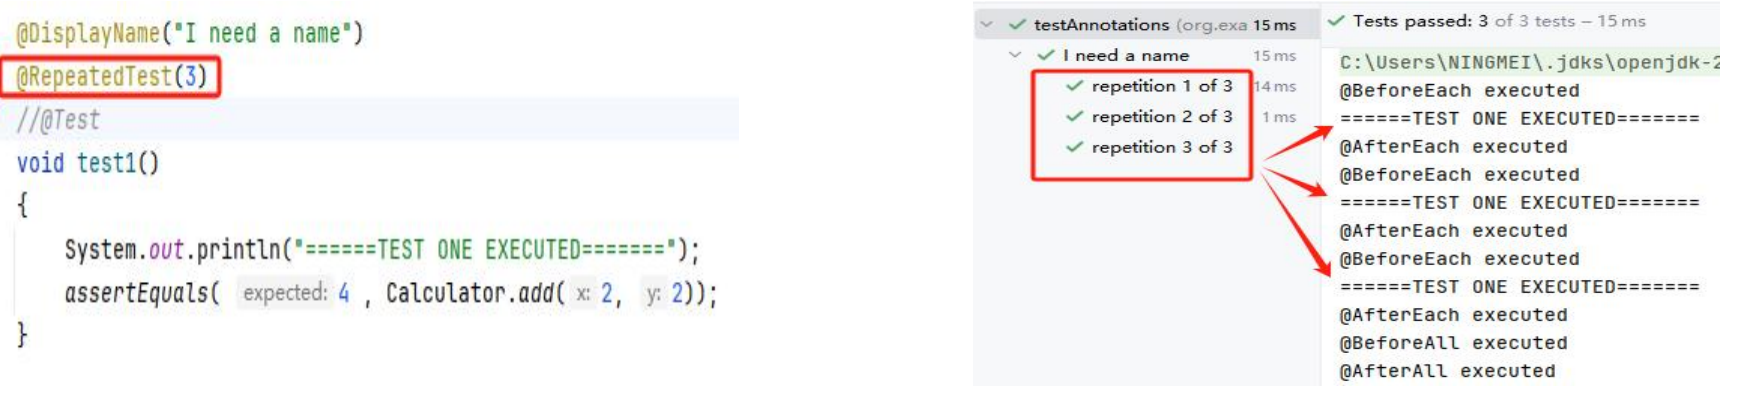 @DisplayName("I need a name")
@RepeatedTest(3)
//@Test
void test1()
{
System.out.println("======TEST ONE EXECUTED=======");
assertEquals( expected: 4 , Calculator.add( x: 2, y: 2));
}
testAnnotations (org.exa 15 ms
I need a name 15 ms
repetition 1 of 3 14 ms
repetition 2 of 3 1 ms
repetition 3 of 3
Tests passed: 3 of 3 tests – 15 ms
C:\Users\NINGMEI\.jdks\openjdk-2
@BeforeEach executed
======TEST ONE EXECUTED=======
@AfterEach executed
@BeforeEach executed
======TEST ONE EXECUTED=======
@AfterEach executed
@BeforeEach executed
======TEST ONE EXECUTED=======
@AfterEach executed
@BeforeAll executed
@AfterAll executed